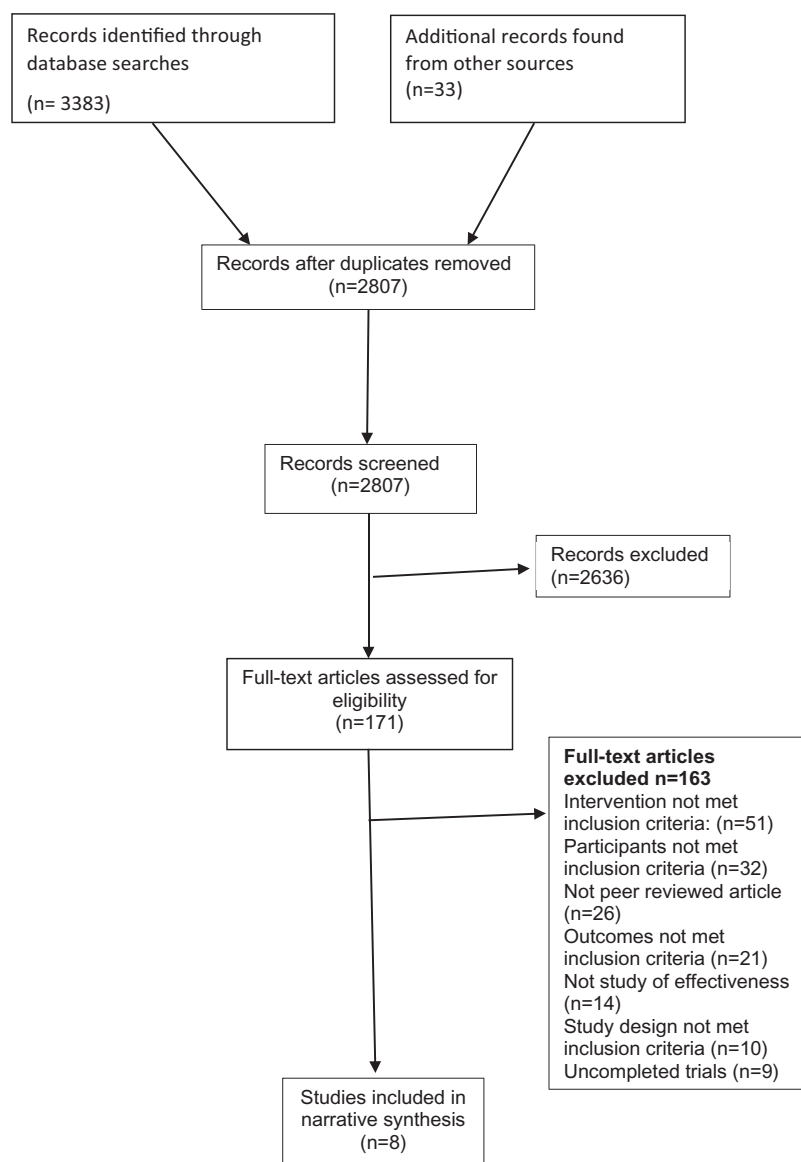 Records identified through
database searches
(n= 3383)
Additional records found
from other sources
(n=33)
Records after duplicates removed
(n=2807)
Records screened
(n=2807)
Records excluded
(n=2636)
Full-text articles assessed for
eligibility
(n=171)
Full-text articles
excluded n=163
Intervention not met
inclusion criteria: (n=51)
Participants not met
inclusion criteria (n=32)
Not peer reviewed article
(n=26)
Outcomes not met
inclusion criteria (n=21)
Not study of effectiveness
(n=14)
Study design not met
inclusion criteria (n=10)
Uncompleted trials (n=9)
Studies included in
narrative synthesis
(n=8)